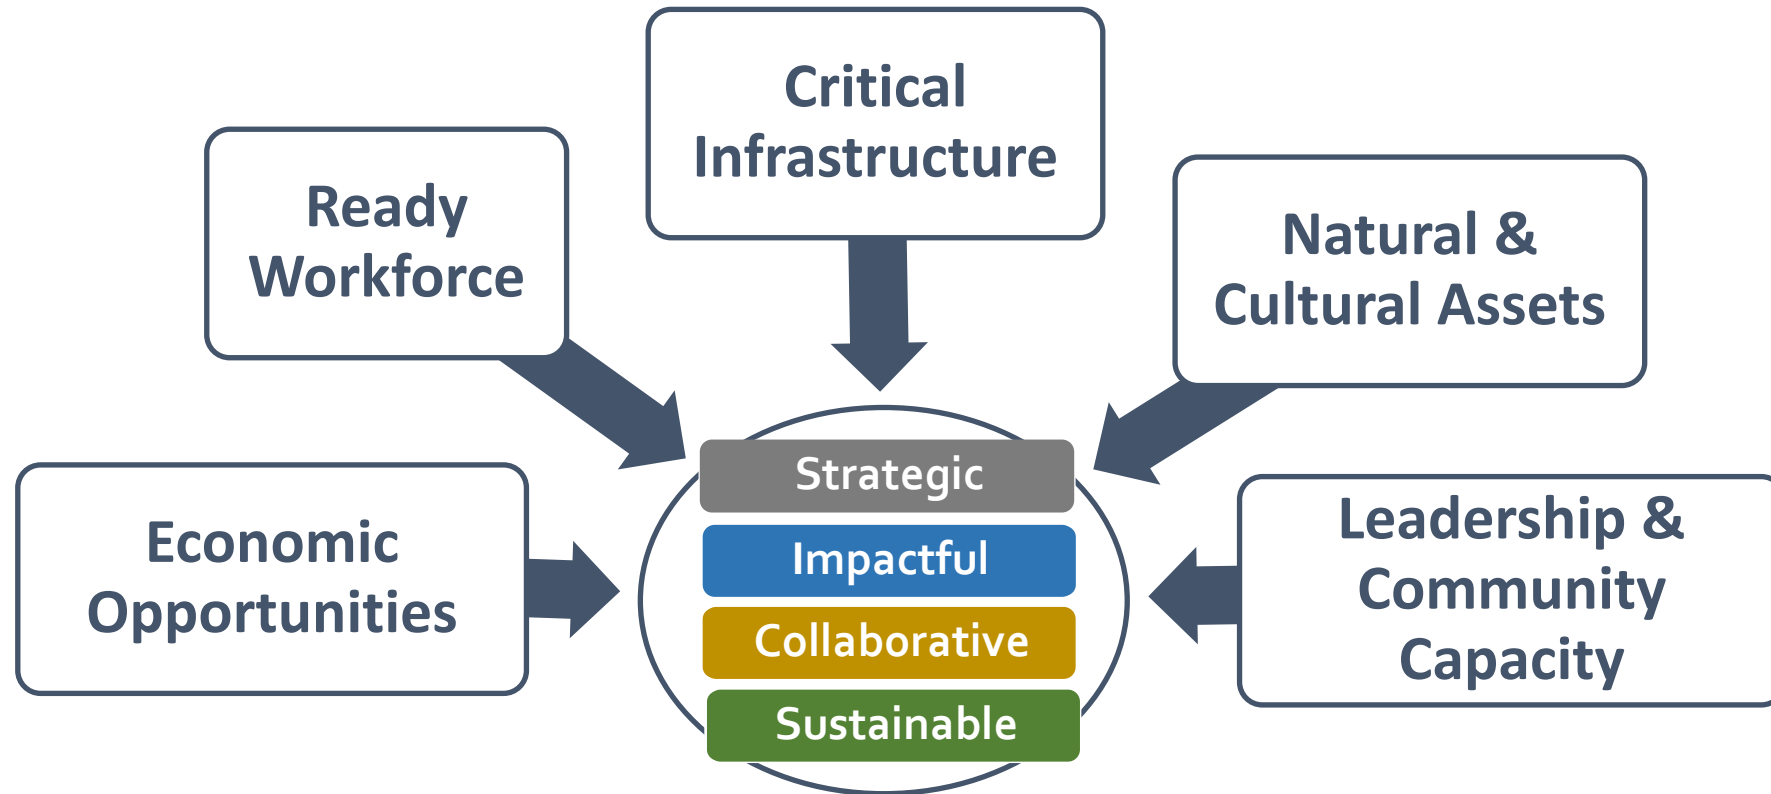 Critical
Infrastructure
Ready
Workforce
Natural &
Cultural Assets
Economic
Opportunities
Leadership &
Community
Capacity
Strategic
Impactful
Collaborative
Sustainable